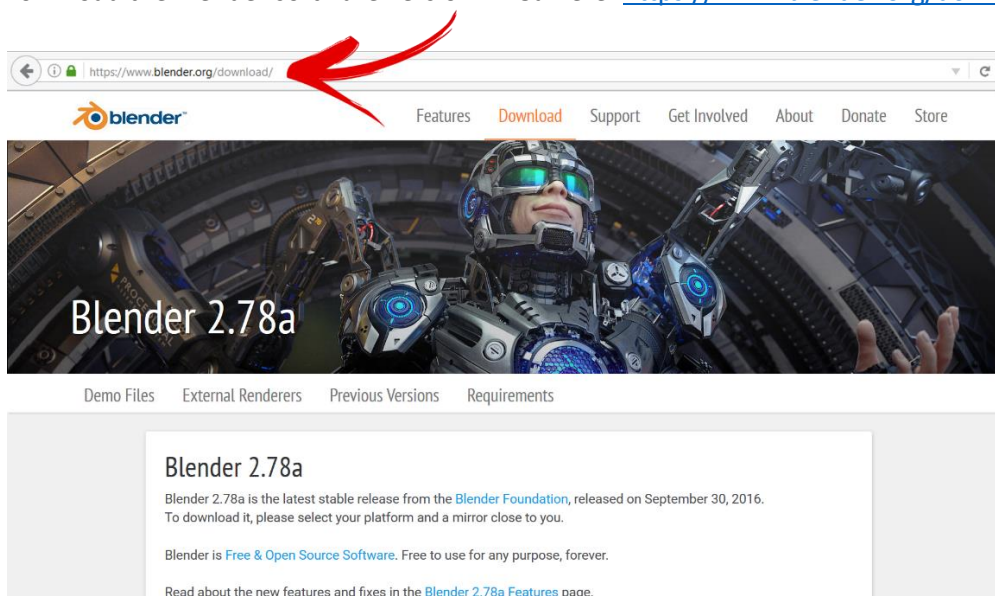 https://www.blender.org/download/
blender™
Features Download Support Get Involved About Donate Store
Blender 2.78a
Demo Files External Renderers Previous Versions Requirements
Blender 2.78a
Blender 2.78a is the latest stable release from the Blender Foundation, released on September 30, 2016.
To download it, please select your platform and a mirror close to you.
Blender is Free & Open Source Software. Free to use for any purpose, forever.
Read about the new features and fixes in the Blender 2.78a Features page.